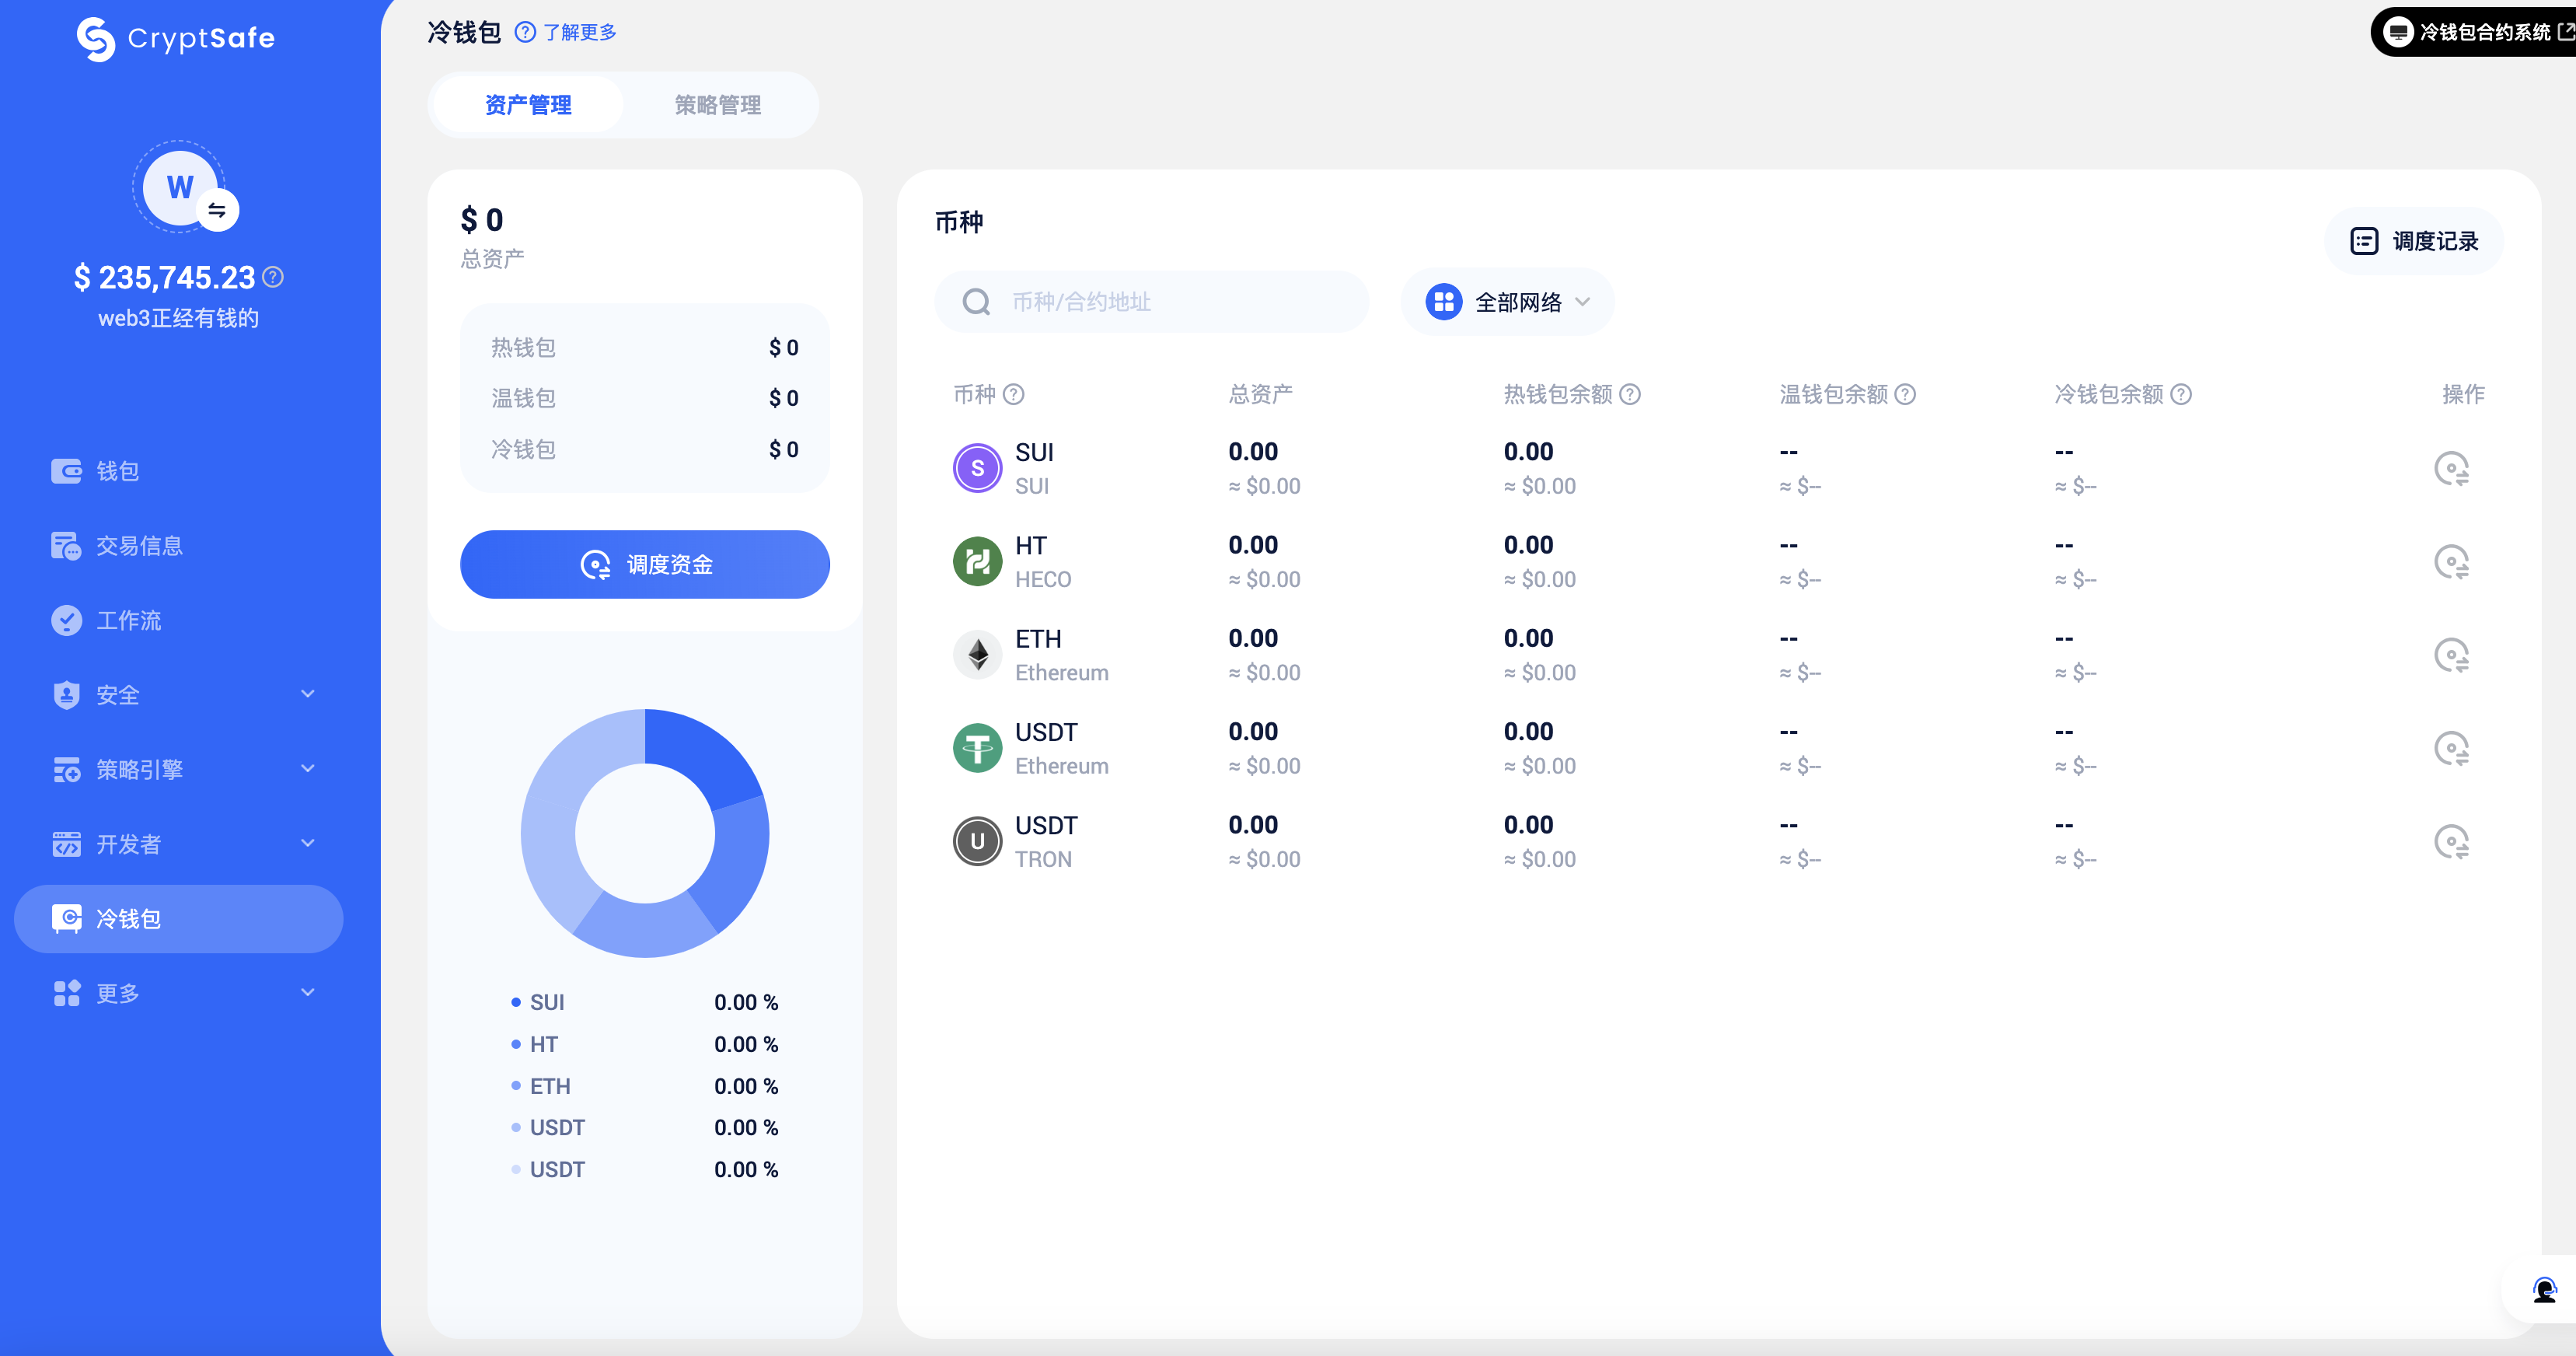 CryptSafe
W
$ 235,745.23
web3正经有钱的
钱包
交易信息
工作流
安全
策略引擎
开发者
冷钱包
更多
冷钱包 了解更多
冷钱包合约系统
资产管理 策略管理
$ 0
总资产
热钱包 $ 0
温钱包 $ 0
冷钱包 $ 0
调度资金
SUI 0.00 %
HT 0.00 %
ETH 0.00 %
USDT 0.00 %
USDT 0.00 %
币种
调度记录
币种/合约地址 全部网络
币种 总资产 热钱包余额 温钱包余额 冷钱包余额 操作
S SUI 0.00 0.00 -- --
SUI ≈ $0.00 ≈ $0.00 ≈ $-- ≈ $--
HT 0.00 0.00 -- --
HECO ≈ $0.00 ≈ $0.00 ≈ $-- ≈ $--
ETH 0.00 0.00 -- --
Ethereum ≈ $0.00 ≈ $0.00 ≈ $-- ≈ $--
USDT 0.00 0.00 -- --
Ethereum ≈ $0.00 ≈ $0.00 ≈ $-- ≈ $--
U USDT 0.00 0.00 -- --
TRON ≈ $0.00 ≈ $0.00 ≈ $-- ≈ $--